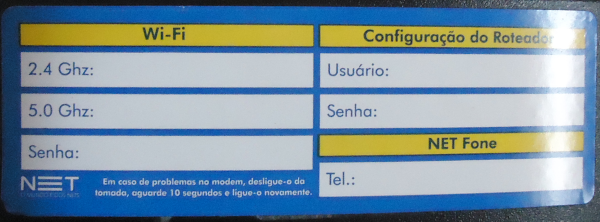 Wi-Fi
2.4 Ghz:
5.0 Ghz:
Senha:
Configuração do Roteador
Usuário:
Senha:
NET Fone
Tel.:
NET
Em caso de problemas no modem, desligue-o da
tomada, aguarde 10 segundos e ligue-o novamente.